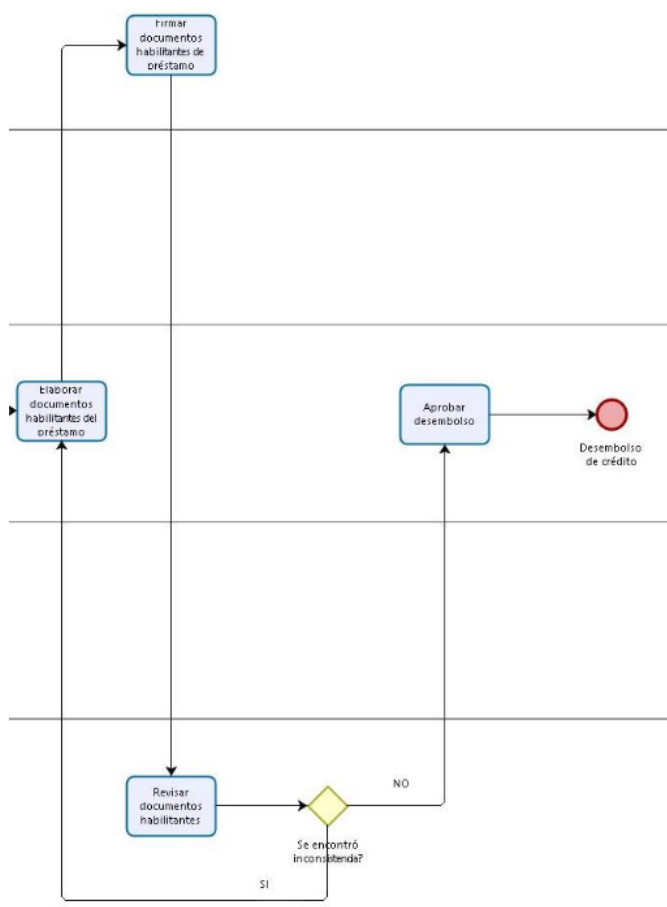 Firmar
documentos
habilitantes de
préstamo
Elaborar
documentos
habilitantes del
préstamo
Aprobar
desembolso
Desembolso
de crédito
Revisar
documentos
habilitantes
NO
Se encontró
inconsistencia?
SI